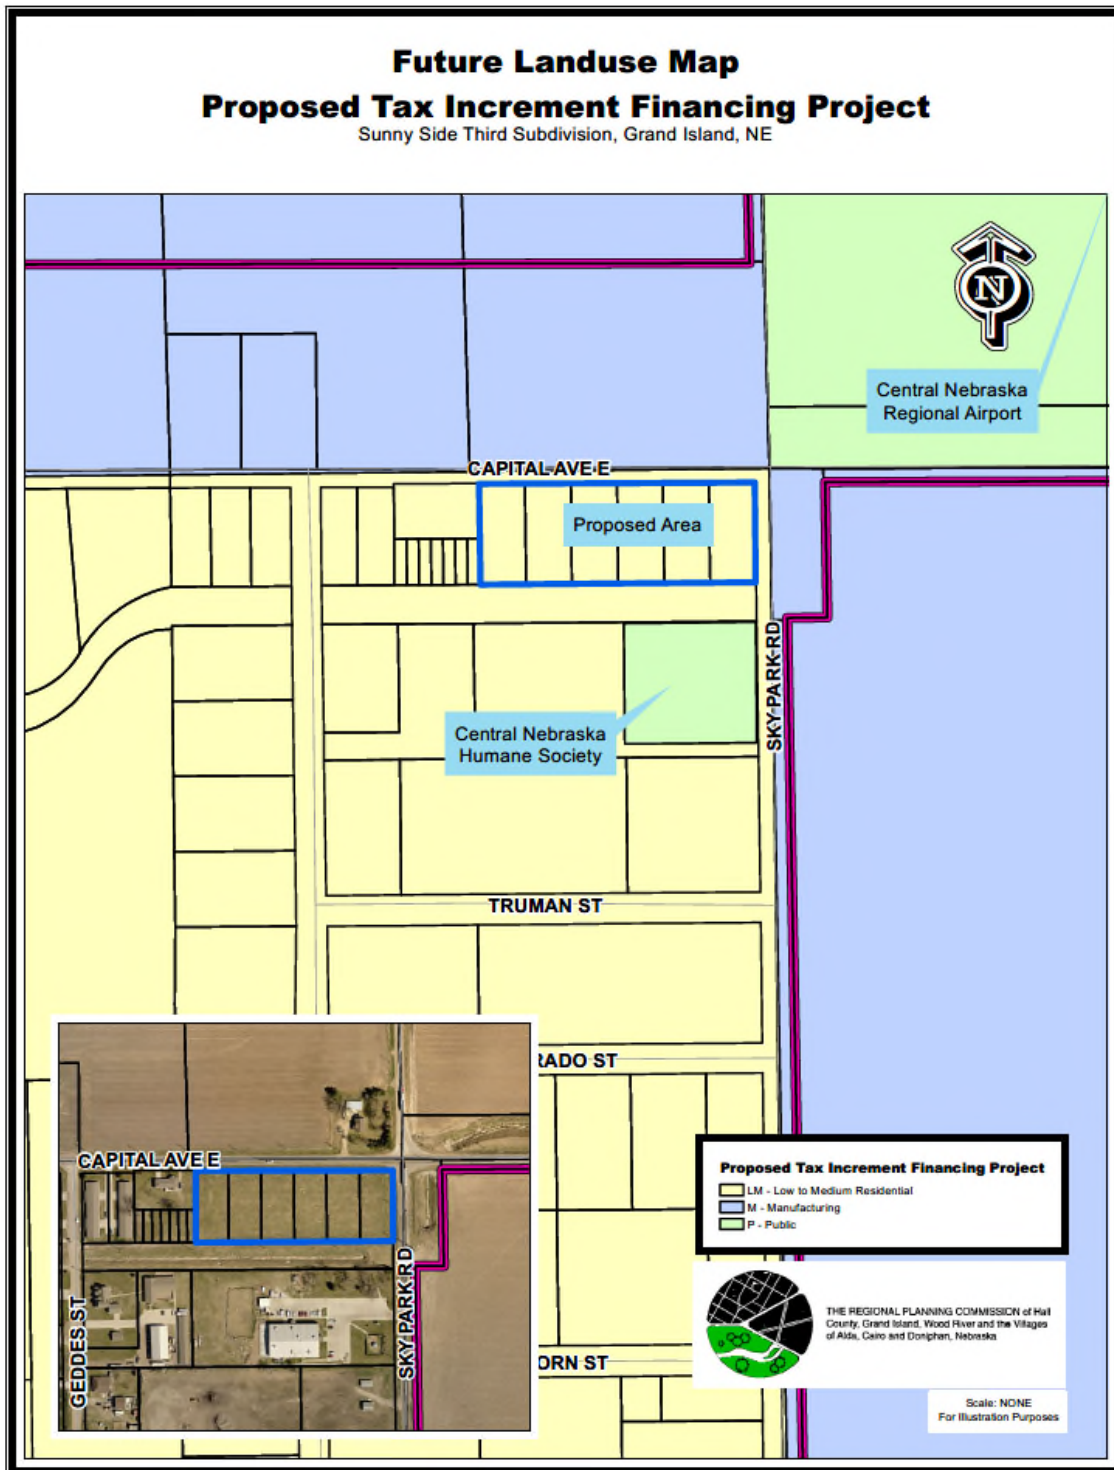 Future Landuse Map
Proposed Tax Increment Financing Project
Sunny Side Third Subdivision, Grand Island, NE
N
Central Nebraska
Regional Airport
CAPITAL AVE E
Proposed Area
SKY PARK RD
Central Nebraska
Humane Society
TRUMAN ST
RADO ST
CAPITAL AVE E
GEDDES ST
SKY PARK RD
ORN ST
Proposed Tax Increment Financing Project
LM - Low to Medium Residential
M - Manufacturing
P - Public
THE REGIONAL PLANNING COMMISSION of Hall
County, Grand Island, Wood River and the Villages
of Alda, Cairo and Doniphan, Nebraska
Scale: NONE
For Illustration Purposes